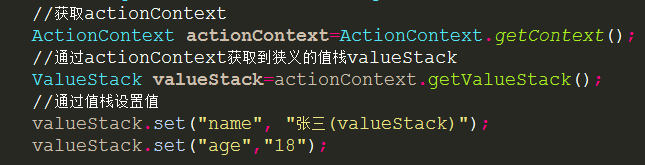 //获取actionContext
ActionContext actionContext=ActionContext.getContext();
//通过actionContext获取到狭义的值栈valueStack
ValueStack valueStack=actionContext.getValueStack();
//通过值栈设置值
valueStack.set("name", "张三(valueStack)");
valueStack.set("age","18");